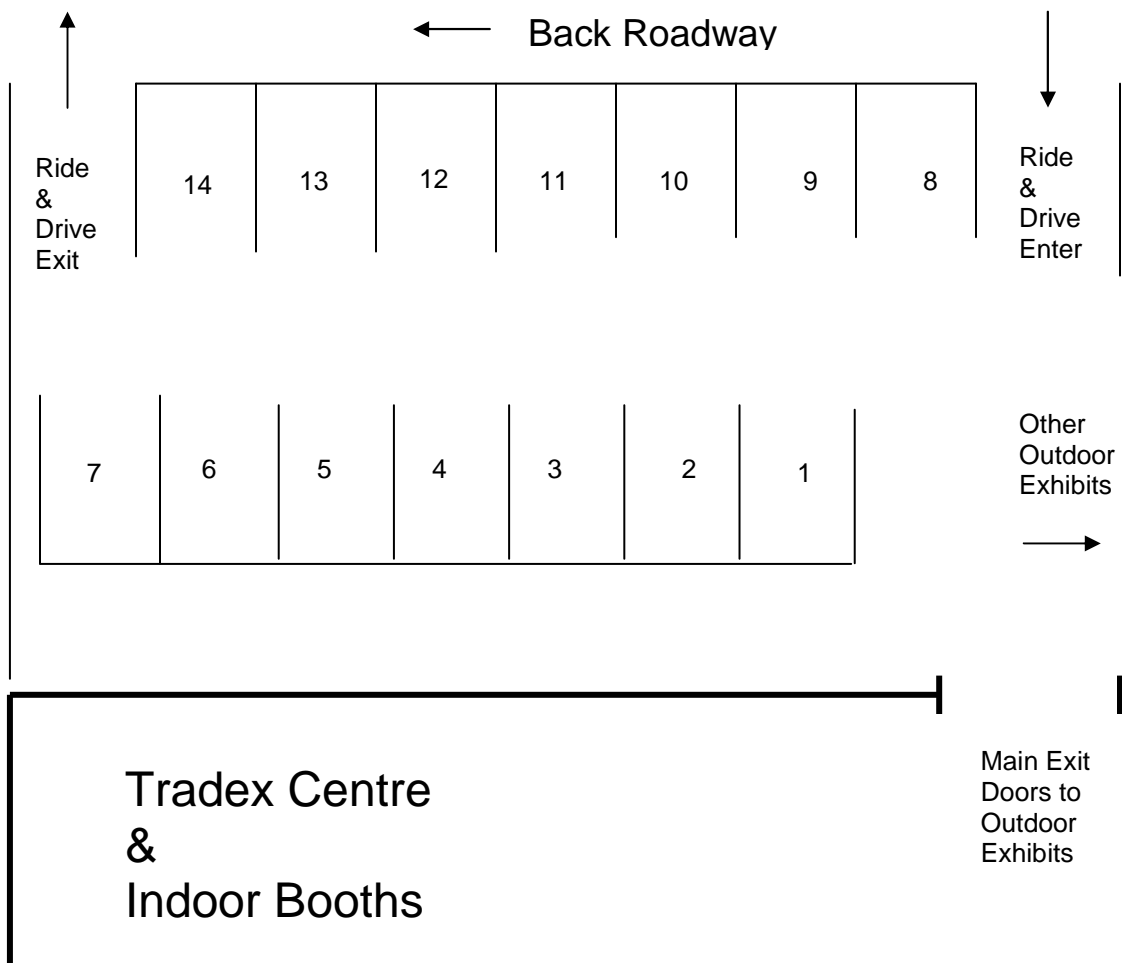 Back Roadway
Ride
&
Drive
Exit
14 13 12 11 10 9 8
Ride
&
Drive
Enter
7 6 5 4 3 2 1
Other
Outdoor
Exhibits
Tradex Centre
&
Indoor Booths
Main Exit
Doors to
Outdoor
Exhibits